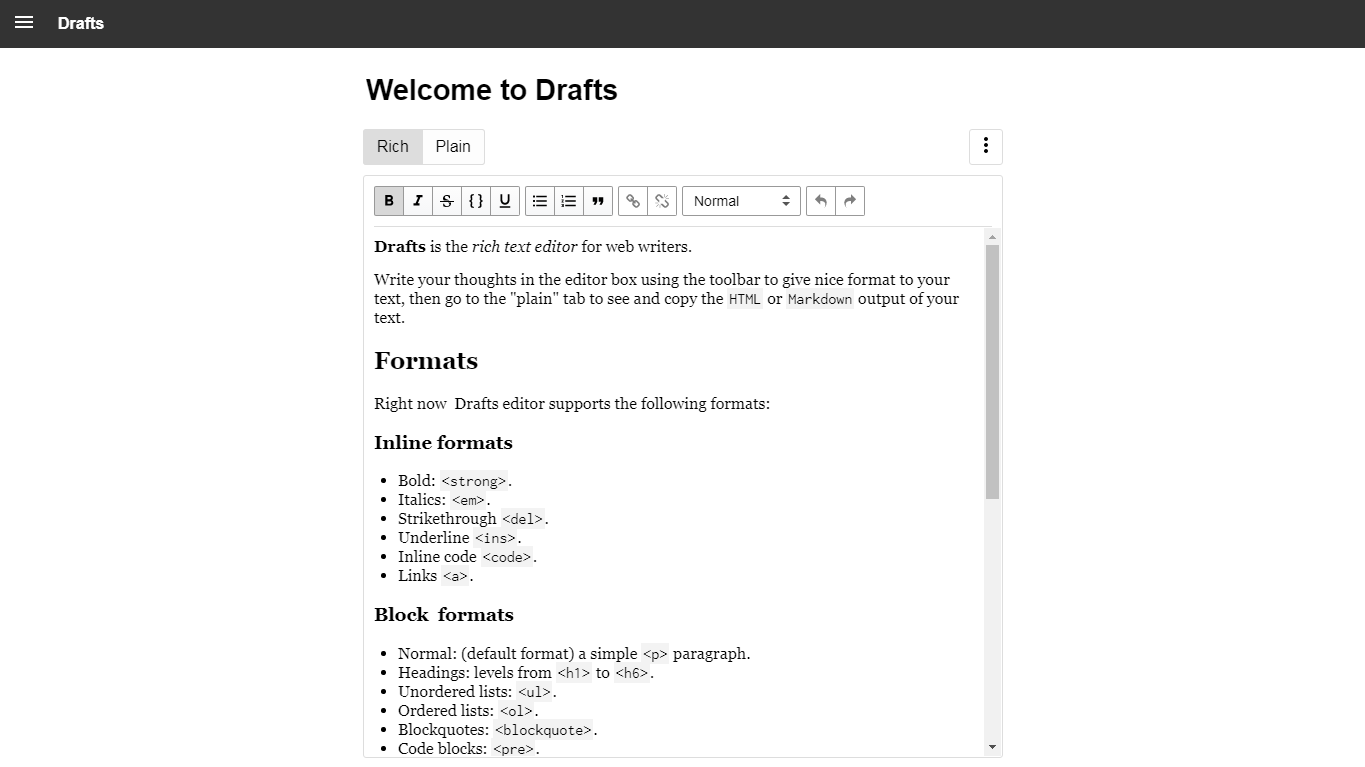 Drafts
Welcome to Drafts
Rich Plain
B I S {} U Normal
Drafts is the rich text editor for web writers.
Write your thoughts in the editor box using the toolbar to give nice format to your
text, then go to the "plain" tab to see and copy the HTML or Markdown output of your
text.
Formats
Right now  Drafts editor supports the following formats:
Inline formats
• Bold: <strong>.
• Italics: <em>.
• Strikethrough <del>.
• Underline <ins>.
• Inline code <code>.
• Links <a>.
Block  formats
• Normal: (default format) a simple <p> paragraph.
• Headings: levels from <h1> to <h6>.
• Unordered lists: <ul>.
• Ordered lists: <ol>.
• Blockquotes: <blockquote>.
• Code blocks: <pre>.